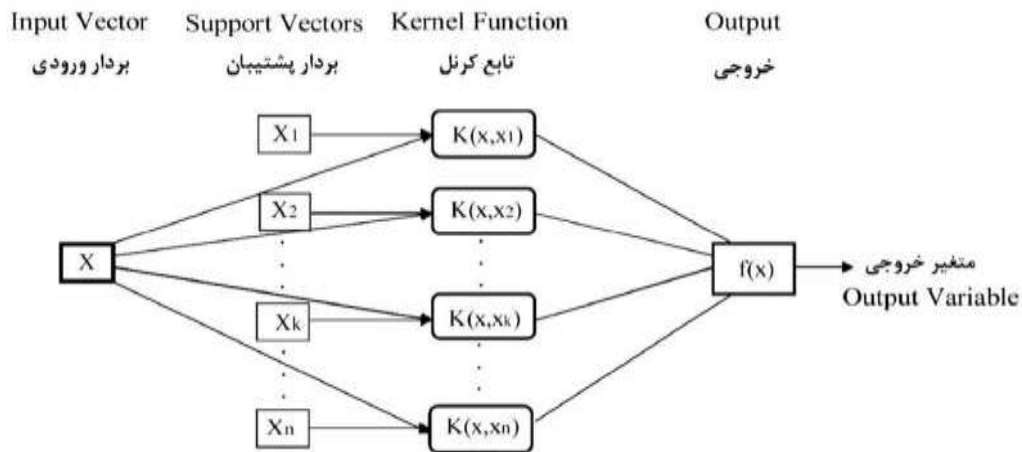 Input Vector Support Vectors Kernel Function Output
بردار ورودی بردار پشتیبان تابع کرنل خروجی
X1 K(x,x1)
X2 K(x,x2)
X f(x) متغیر خروجی
Output Variable
Xk K(x,xk)
Xn K(x,xn)